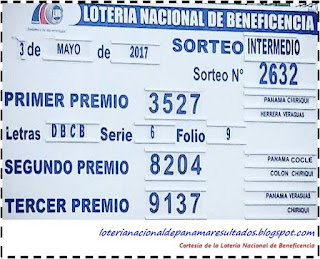 LOTERIA NACIONAL DE BENEFICENCIA
3 de MAYO de 2017 SORTEO INTERMEDIO
Sorteo N° 2632
PRIMER PREMIO 3527 PANAMA CHIRIQUI
HERRERA VERAGUAS
Letras DBCB Serie 6 Folio 9
SEGUNDO PREMIO 8204 PANAMA COCLE
COLON CHIRIQUI
TERCER PREMIO 9137 PANAMA VERAGUAS
CHIRIQUI
loterianacionaldepanamaresultados.blogspot.com
Cortesía de la Lotería Nacional de Beneficencia